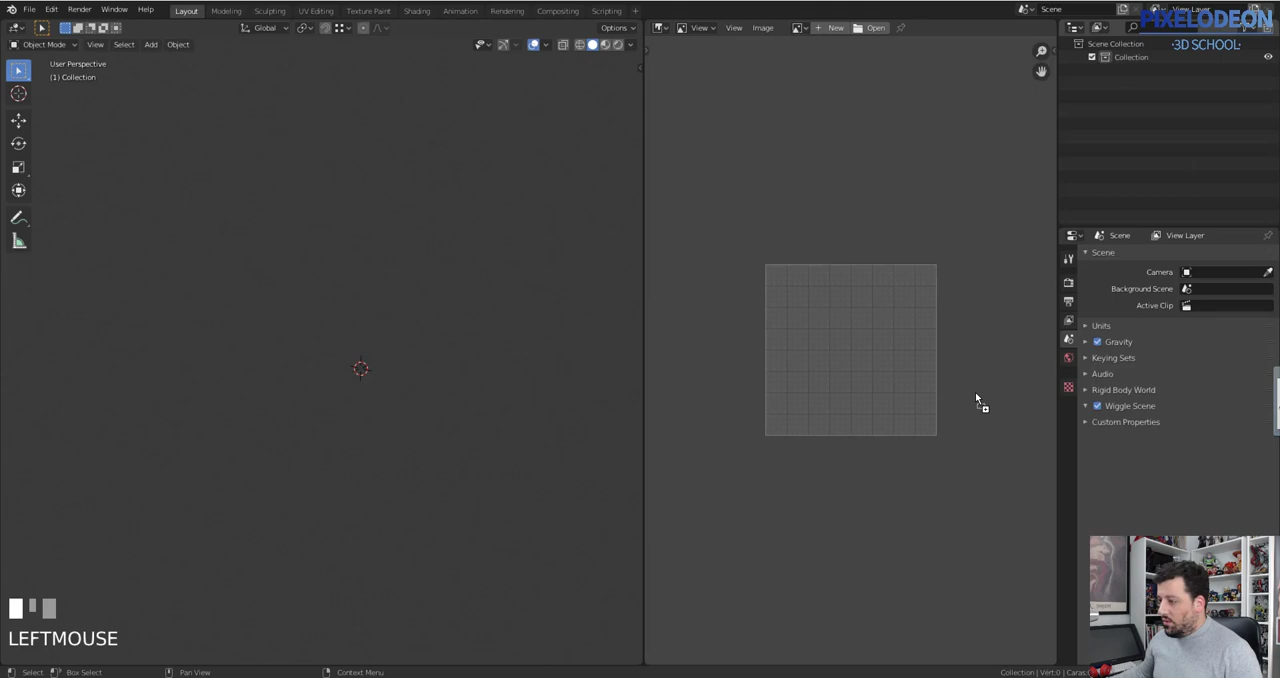 File Edit Render Window Help Layout Modeling Sculpting UV Editing Texture Paint Shading Animation Rendering Compositing Scripting + Scene
PIXELODEON
·3D SCHOOL·
Global Options
Object Mode View Select Add Object
User Perspective
(1) Collection
View View Image New Open
Scene Collection
Collection
Scene View Layer
Scene
Camera
Background Scene
Active Clip
Units
Gravity
Keying Sets
Audio
Rigid Body World
Wiggle Scene
Custom Properties
LEFTMOUSE
Select Box Select Pan View Context Menu Collection | Vért:0 | Caras: